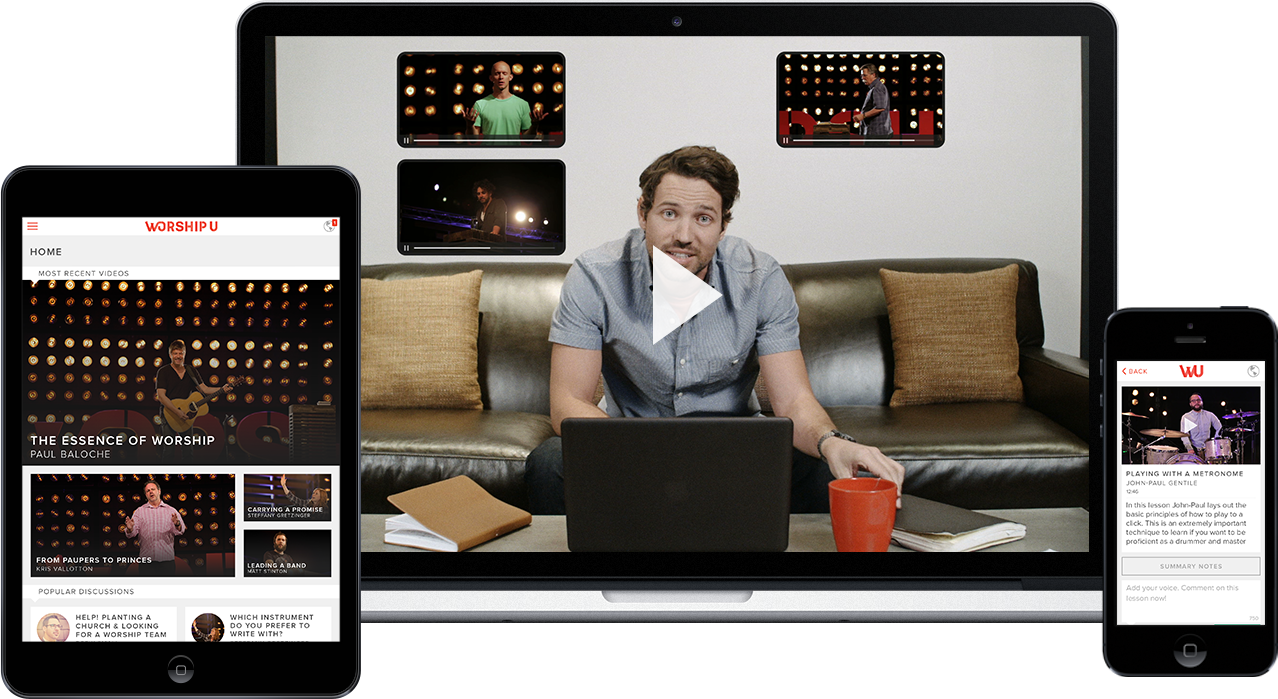 WORSHIP U
1
HOME
MOST RECENT VIDEOS
THE ESSENCE OF WORSHIP
PAUL BALOCHE
CARRYING A PROMISE
STEFFANY GRETZINGER
FROM PAUPERS TO PRINCES
KRIS VALLOTTON
LEADING A BAND
MATT STINTON
POPULAR DISCUSSIONS
HELP! PLANTING A
CHURCH & LOOKING
FOR A WORSHIP TEAM
WHICH INSTRUMENT
DO YOU PREFER TO
WRITE WITH?
BACK
WU
PLAYING WITH A METRONOME
JOHN-PAUL GENTILE
12:46
In this lesson John-Paul lays out the
basic principles of how to play to a
click. This is an extremely important
technique to learn if you want to be
proficient as a drummer and master
SUMMARY NOTES
Add your voice. Comment on this
lesson now!
750